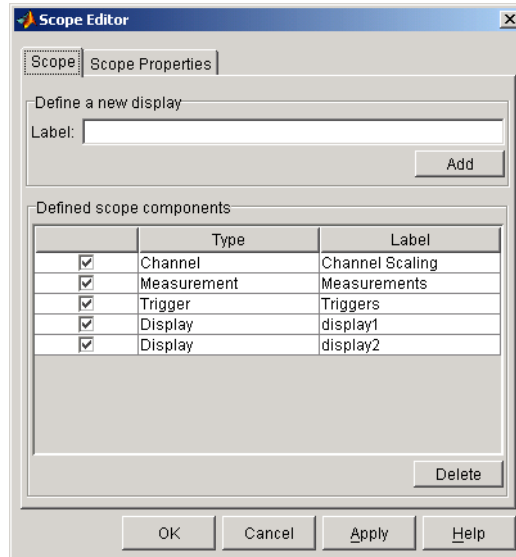 Scope Editor
Scope Scope Properties
Define a new display
Label:
Add
Defined scope components
Type Label
Channel Channel Scaling
Measurement Measurements
Trigger Triggers
Display display1
Display display2
Delete
OK Cancel Apply Help